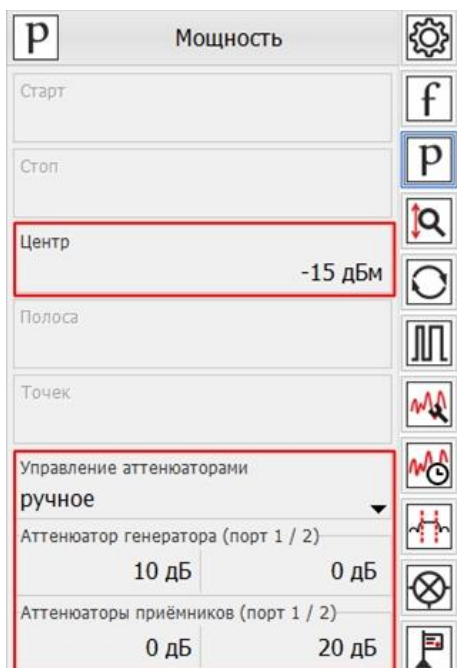 p Мощность
f
Старт
p
Стоп
Центр
-15 дБм
Полоса
Точек
Управление аттенюаторами
ручное
Аттенюатор генератора (порт 1 / 2)
10 дБ 0 дБ
Аттенюаторы приёмников (порт 1 / 2)
0 дБ 20 дБ